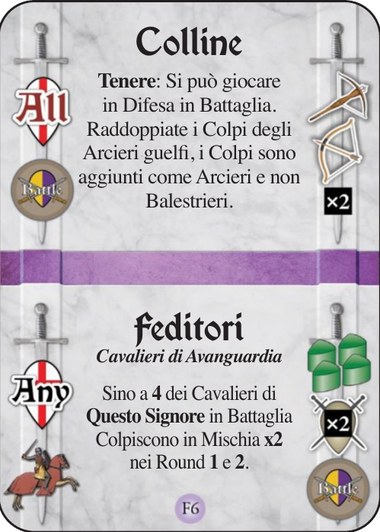 Colline
Tenere: Si può giocare
in Difesa in Battaglia.
Raddoppiate i Colpi degli
Arcieri guelfi, i Colpi sono
aggiunti come Arcieri e non
Balestrieri.
All
Battle
x2
Feditori
Cavalieri di Avanguardia
Any
Sino a 4 dei Cavalieri di
Questo Signore in Battaglia
Colpiscono in Mischia x2
nei Round 1 e 2.
x2
Battle
F6